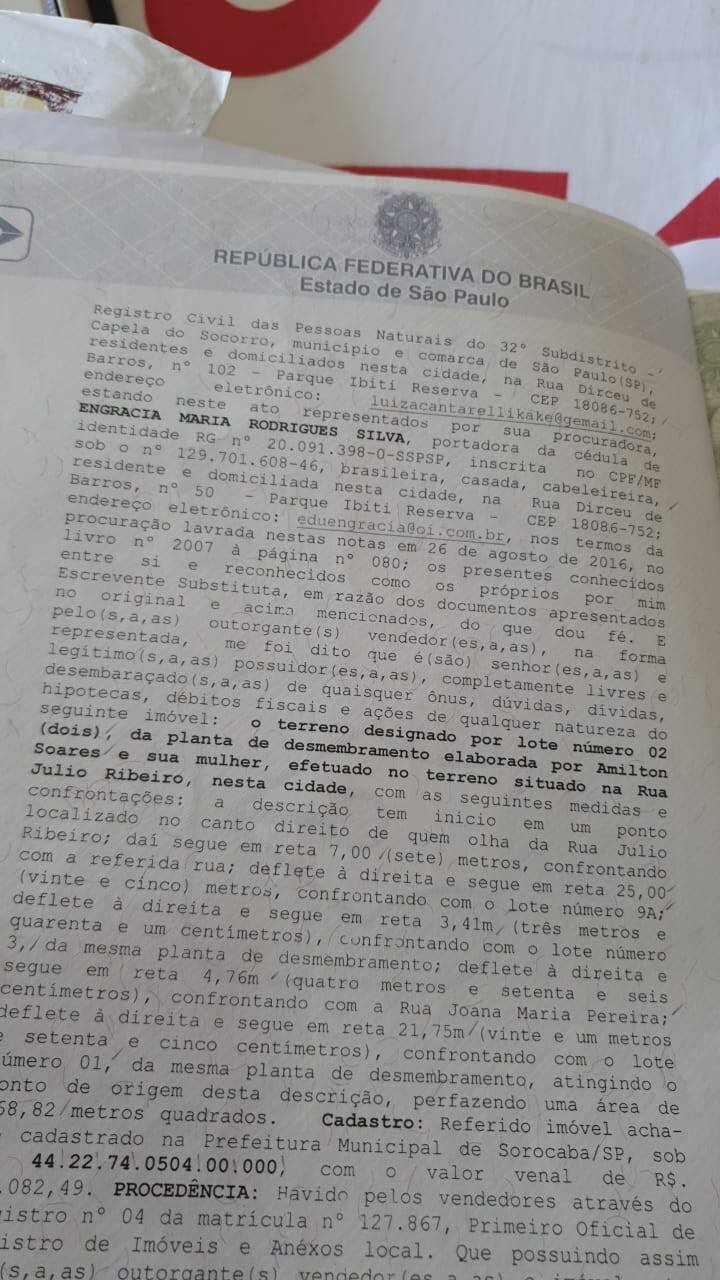 REPÚBLICA FEDERATIVA DO BRASIL
Estado de São Paulo
Registro Civil das Pessoas Naturais do 32º Subdistrito -
Capela do Socorro, município e comarca de São Paulo(SP),
residentes e domiciliados nesta cidade, na Rua Dirceu de
Barros, nº 102 - Parque Ibiti Reserva - CEP 18086-752;
endereço eletrônico: luizacantarellikake@gemail.com;
estando neste ato representados por sua procuradora,
ENGRACIA MARIA RODRIGUES SILVA, portadora da cédula de
identidade RG nº 20.091.398-0-SSPSP, inscrita no CPF/MF
sob o nº 129.701.608-46, brasileira, casada, cabeleireira,
residente e domiciliada nesta cidade, na Rua Dirceu de
Barros, nº 50 - Parque Ibiti Reserva - CEP 18086-752;
endereço eletrônico: eduengracia@oi.com.br, nos termos da
procuração lavrada nestas notas em 26 de agosto de 2016, no
livro nº 2007 à página nº 080; os presentes conhecidos
entre si e reconhecidos como os próprios por mim
Escrevente Substituta, em razão dos documentos apresentados
no original e acima mencionados, do que dou fé. E
pelo(s,a,as) outorgante(s) vendedor(es,a,as), na forma
representada, me foi dito que é(são) senhor(es,a,as) e
legítimo(s,a,as) possuidor(es,a,as), completamente livres e
desembaraçado(s,a,as) de quaisquer ônus, dúvidas, dívidas,
hipotecas, débitos fiscais e ações de qualquer natureza do
seguinte imóvel: o terreno designado por lote número 02
(dois), da planta de desmembramento elaborada por Amilton
Soares e sua mulher, efetuado no terreno situado na Rua
Julio Ribeiro, nesta cidade, com as seguintes medidas e
confrontações: a descrição tem início em um ponto
localizado no canto direito de quem olha da Rua Julio
Ribeiro; daí segue em reta 7,00 (sete) metros, confrontando
com a referida rua; deflete à direita e segue em reta 25,00
(vinte e cinco) metros, confrontando com o lote número 9A;
deflete à direita e segue em reta 3,41m (três metros e
quarenta e um centímetros), confrontando com o lote número
3, da mesma planta de desmembramento; deflete à direita e
segue em reta 4,76m (quatro metros e setenta e seis
centímetros), confrontando com a Rua Joana Maria Pereira;
deflete à direita e segue em reta 21,75m (vinte e um metros
e setenta e cinco centímetros), confrontando com o lote
número 01, da mesma planta de desmembramento, atingindo o
ponto de origem desta descrição, perfazendo uma área de
68,82 metros quadrados. Cadastro: Referido imóvel acha-
cadastrado na Prefeitura Municipal de Sorocaba/SP, sob
44.22.74.0504.00.000, com o valor venal de R$.
.082,49. PROCEDÊNCIA: Havido pelos vendedores através do
gistro nº 04 da matrícula nº 127.867, Primeiro Oficial de
istro de Imóveis e Anéxos local. Que possuindo assim
(s,a,as) outorgante(s)